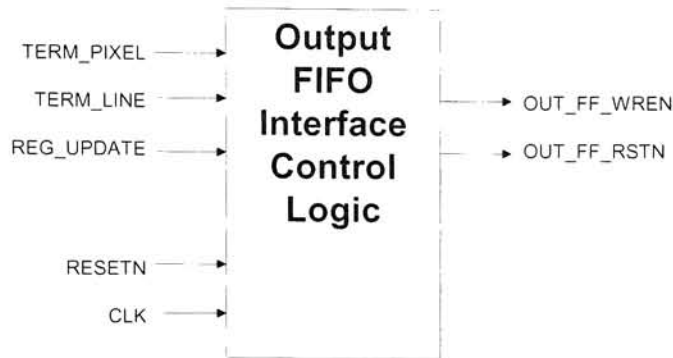 Output
FIFO
Interface
Control
Logic
TERM_PIXEL
TERM_LINE
REG_UPDATE
RESETN
CLK
OUT_FF_WREN
OUT_FF_RSTN